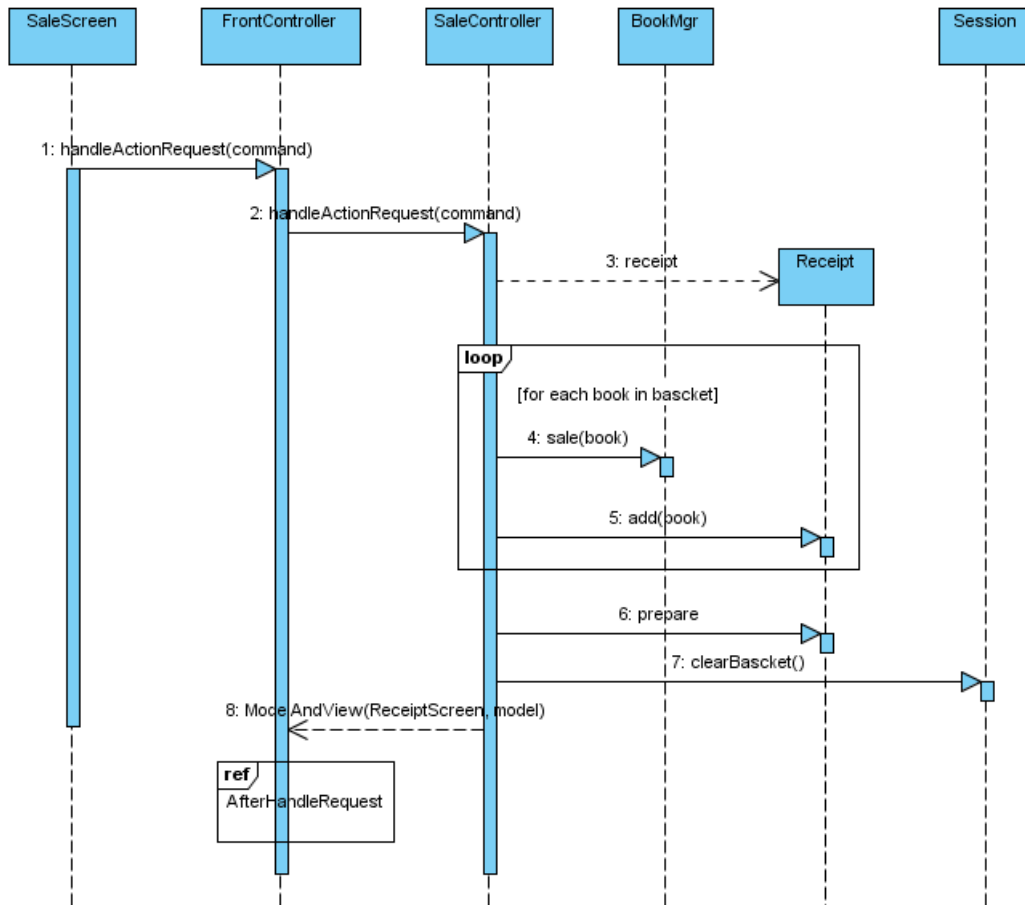 SaleScreen
FrontController
SaleController
BookMgr
Session
1: handleActionRequest(command)
2: handleActionRequest(command)
3: receipt
Receipt
loop
[for each book in bascket]
4: sale(book)
5: add(book)
6: prepare
7: clearBascket()
8: ModelAndView(ReceiptScreen, model)
ref
AfterHandleRequest